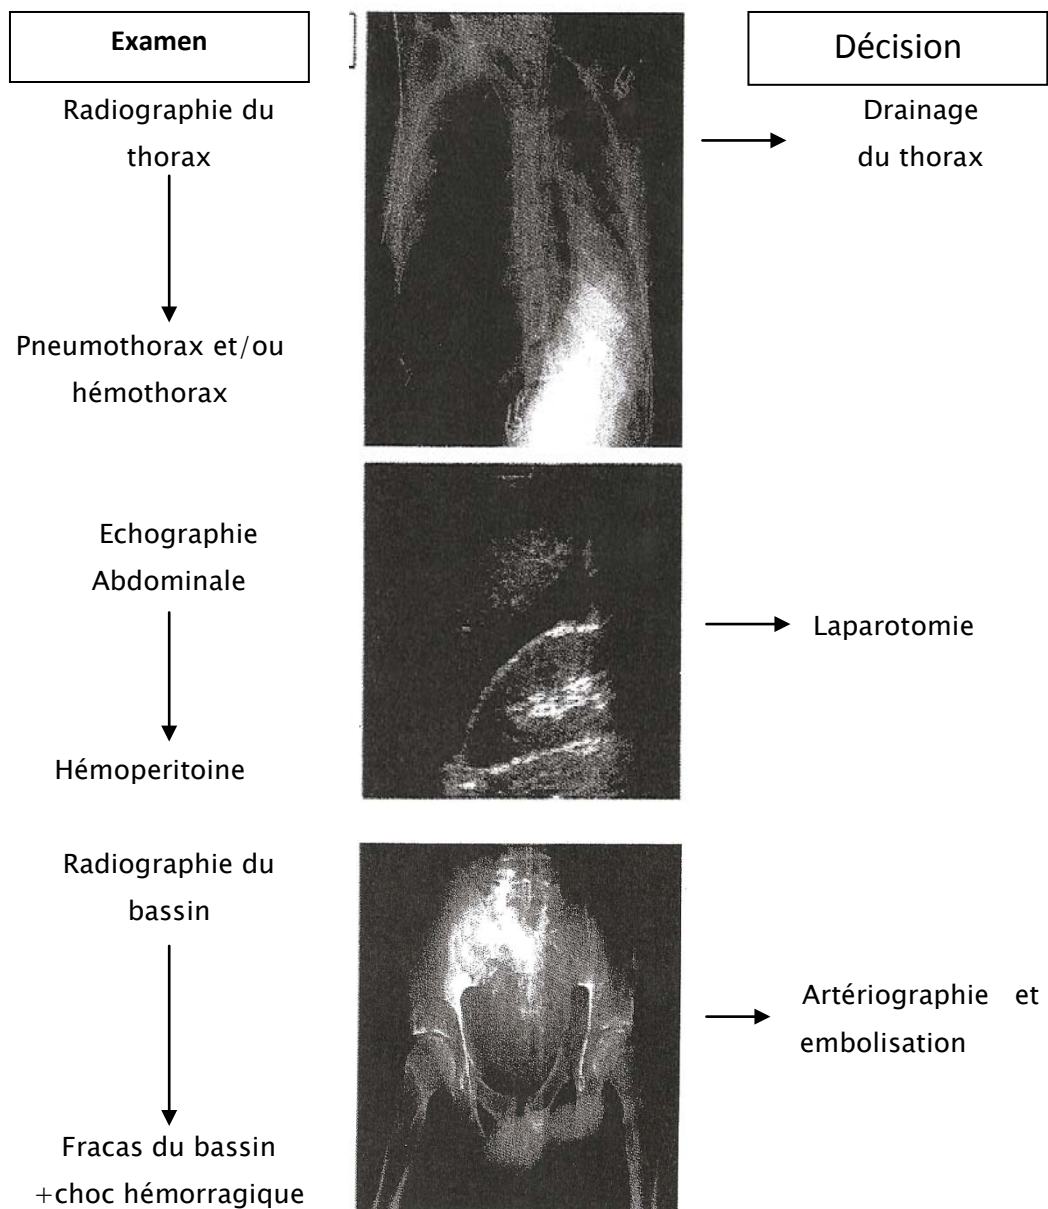 Examen
Décision
Radiographie du
thorax
Drainage
du thorax
Pneumothorax et/ou
hémothorax
Echographie
Abdominale
Laparotomie
Hémoperitoine
Radiographie du
bassin
Artériographie et
embolisation
Fracas du bassin
+choc hémorragique